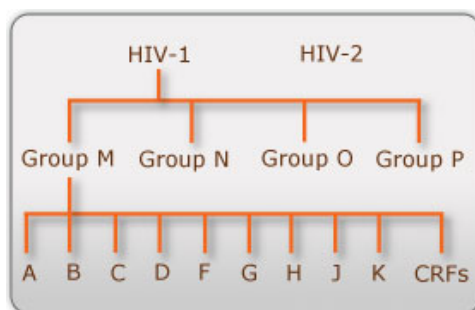 HIV-1 HIV-2
Group M Group N Group O Group P
A B C D F G H J K CRFs